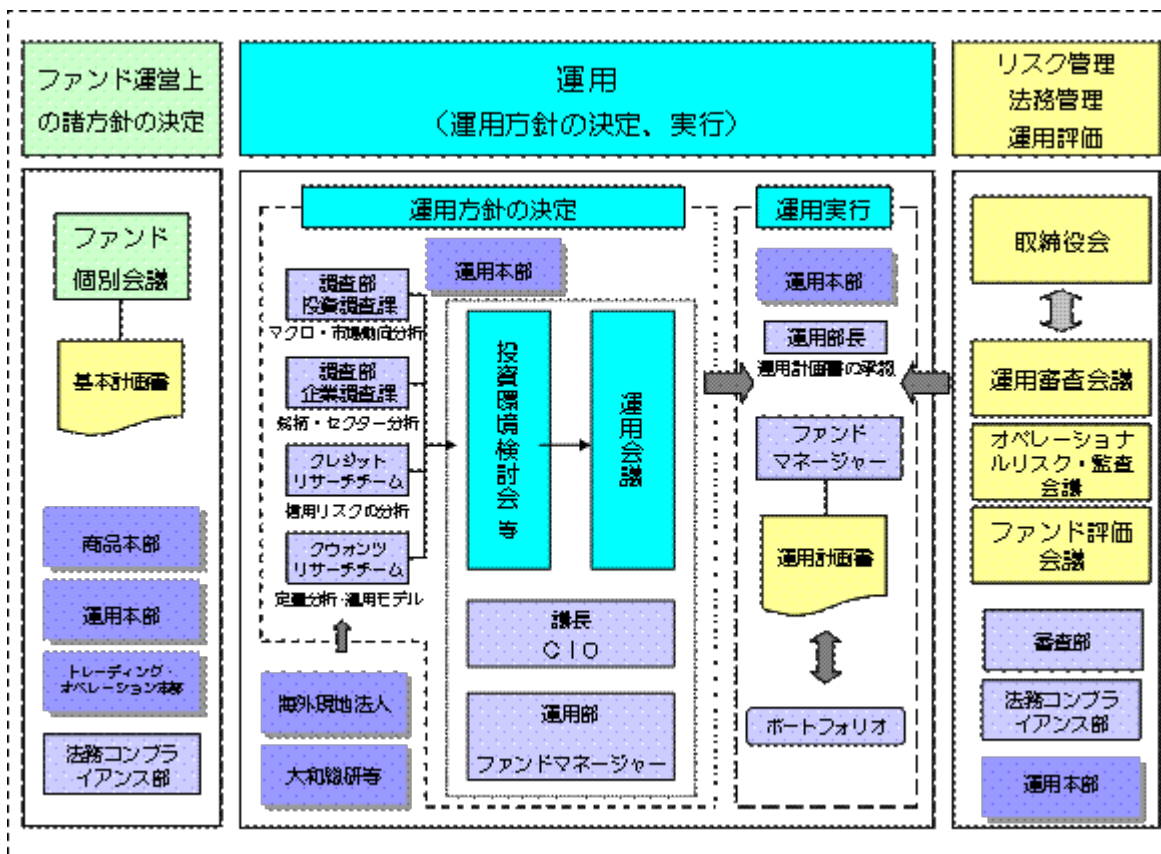 ファンド運営上
の諸方針の決定
運用
（運用方針の決定、実行）
リスク管理
法務管理
運用評価
ファンド
個別会議
基本計画書
商品本部
運用本部
トレーディング・
オペレーション本部
法務コンプラ
イアンス部
運用方針の決定
運用本部
調査部
投資調査課
マクロ・市場動向分析
調査部
企業調査課
銘柄・セクター分析
クレジット
リサーチチーム
信用リスクの分析
クウォンツ
リサーチチーム
定量分析・運用モデル
海外現地法人
大和総研等
投資環境検討会 等
運用会議
議長
CIO
運用部
ファンドマネージャー
運用実行
運用本部
運用部長
運用計画書の承認
ファンド
マネージャー
運用計画書
ポートフォリオ
取締役会
運用審査会議
オペレーショナ
ルリスク・監査
会議
ファンド評価
会議
審査部
法務コンプラ
イアンス部
運用本部